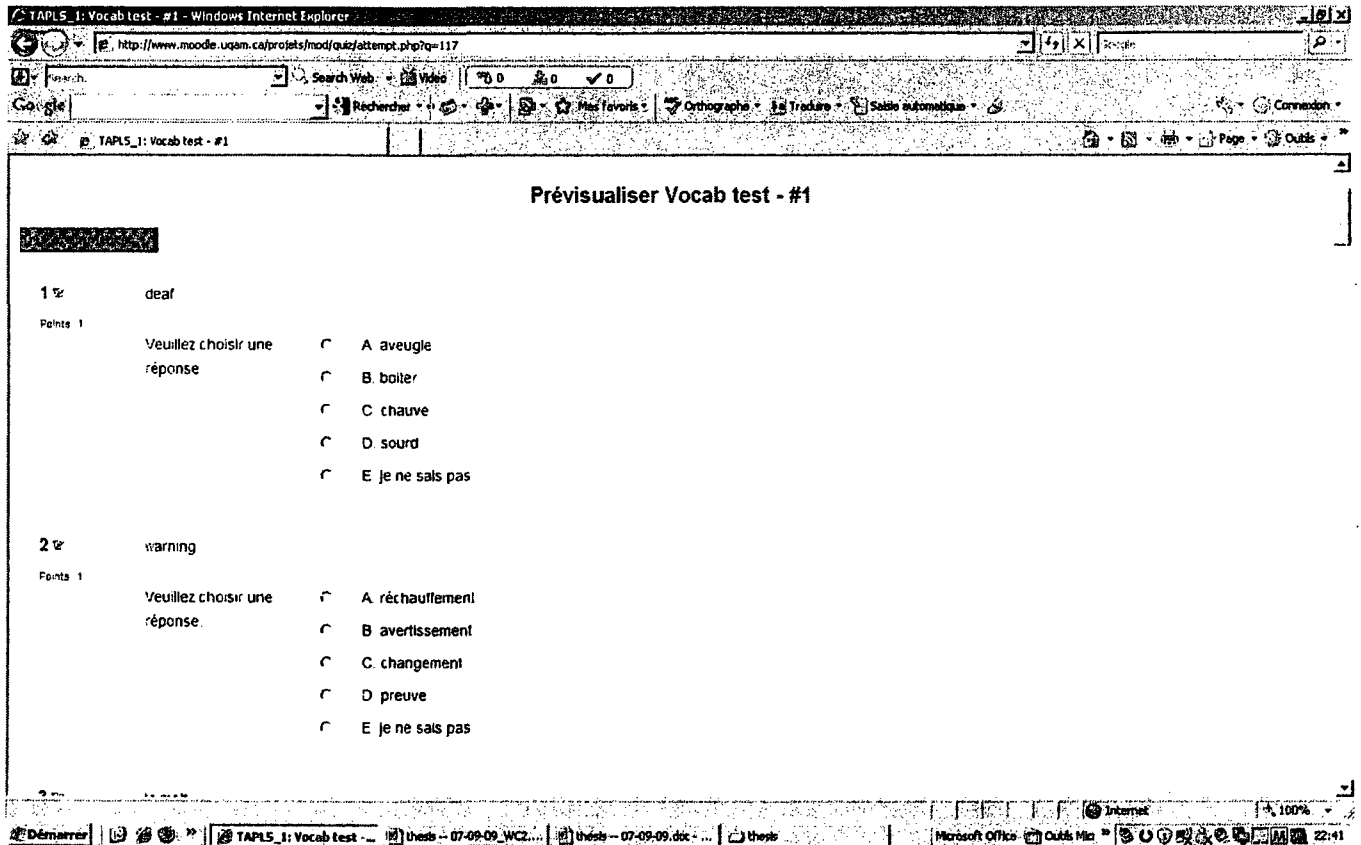 TAPLS_1: Vocab test - #1 - Windows Internet Explorer
http://www.moodle.uqam.ca/projets/mod/quiz/attempt.php?q=117
Search Web Video 0 0 0
Google Rechercher Mes favoris Orthographe Traduire Saisie automatique Connexion
TAPLS_1: Vocab test - #1 Page Outils
Prévisualiser Vocab test - #1
1 deaf
Points 1
Veuillez choisir une réponse
A aveugle
B. boiter
C chauve
D. sourd
E je ne sais pas
2 warning
Points 1
Veuillez choisir une réponse.
A. réchauffement
B avertissement
C. changement
D preuve
E je ne sais pas
Internet 100%
Démarrer TAPLS_1: Vocab test -... thesis -- 07-09-09_WC2.... thesis -- 07-09-09.doc - ... thesis Microsoft Office Outils Mic 22:41